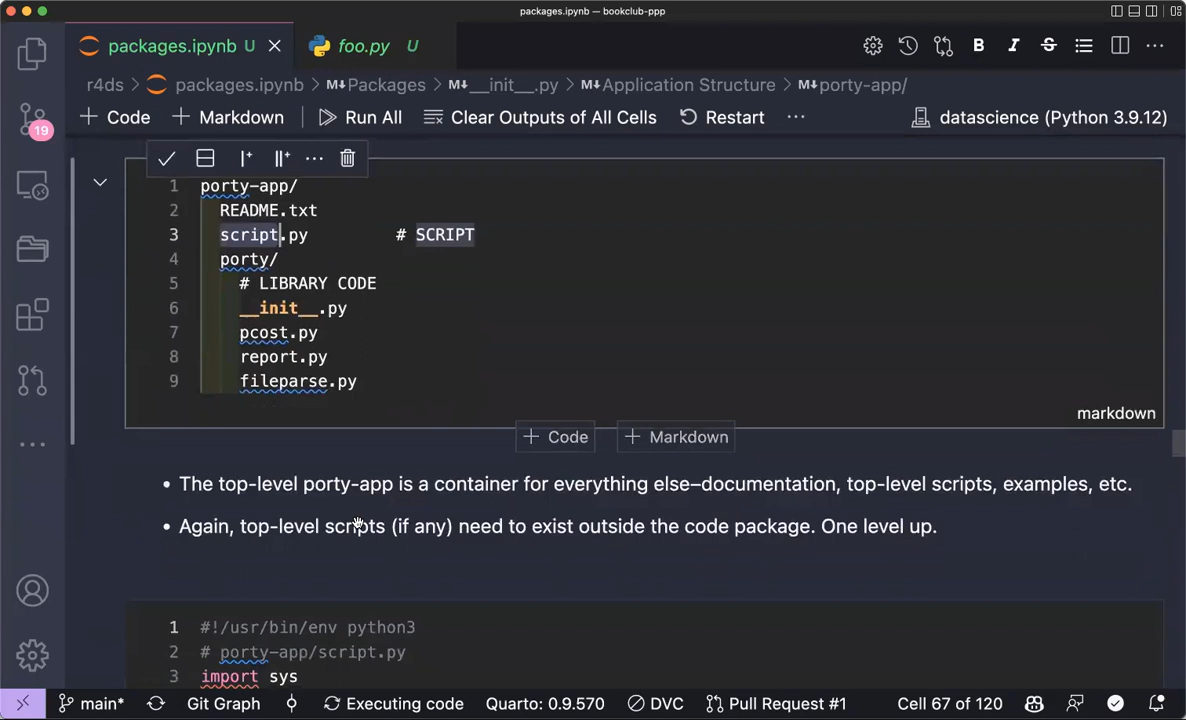 packages.ipynb — bookclub-ppp
packages.ipynb U
foo.py U
B I S
r4ds > packages.ipynb > M↓Packages > M↓__init__.py > M↓Application Structure > M↓porty-app/
+ Code + Markdown Run All Clear Outputs of All Cells Restart ... datascience (Python 3.9.12)
19
1 porty-app/
2 README.txt
3 script.py # SCRIPT
4 porty/
5 # LIBRARY CODE
6 __init__.py
7 pcost.py
8 report.py
9 fileparse.py
markdown
+ Code + Markdown
• The top-level porty-app is a container for everything else–documentation, top-level scripts, examples, etc.
• Again, top-level scripts (if any) need to exist outside the code package. One level up.
1 #!/usr/bin/env python3
2 # porty-app/script.py
3 import sys
main* Git Graph Executing code Quarto: 0.9.570 DVC Pull Request #1 Cell 67 of 120